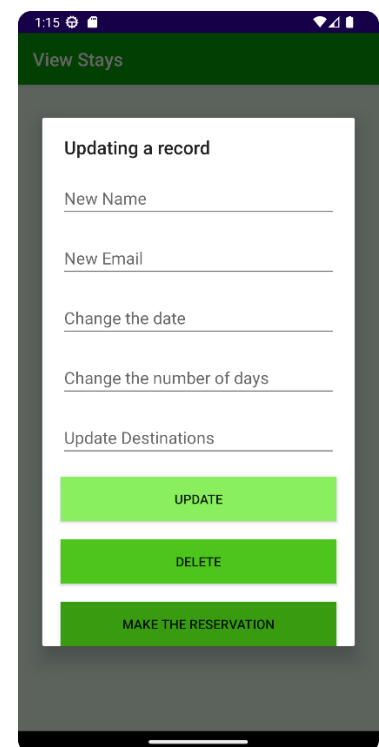 1:15
View Stays
Updating a record
New Name
New Email
Change the date
Change the number of days
Update Destinations
UPDATE
DELETE
MAKE THE RESERVATION